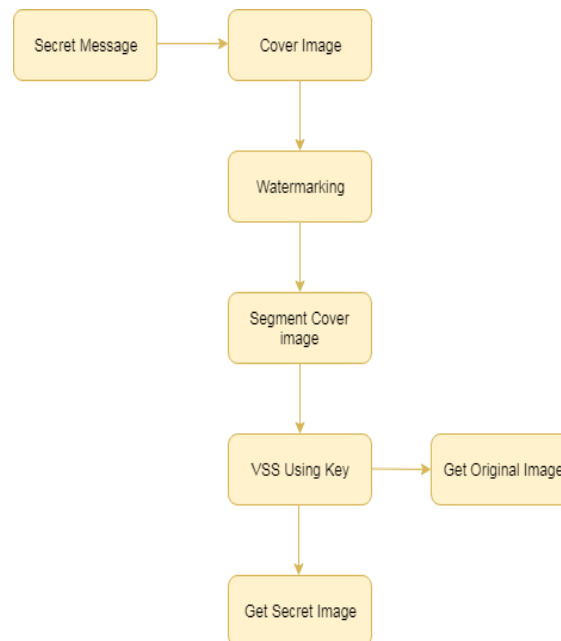 Secret Message
Cover Image
Watermarking
Segment Cover
image
VSS Using Key
Get Original Image
Get Secret Image